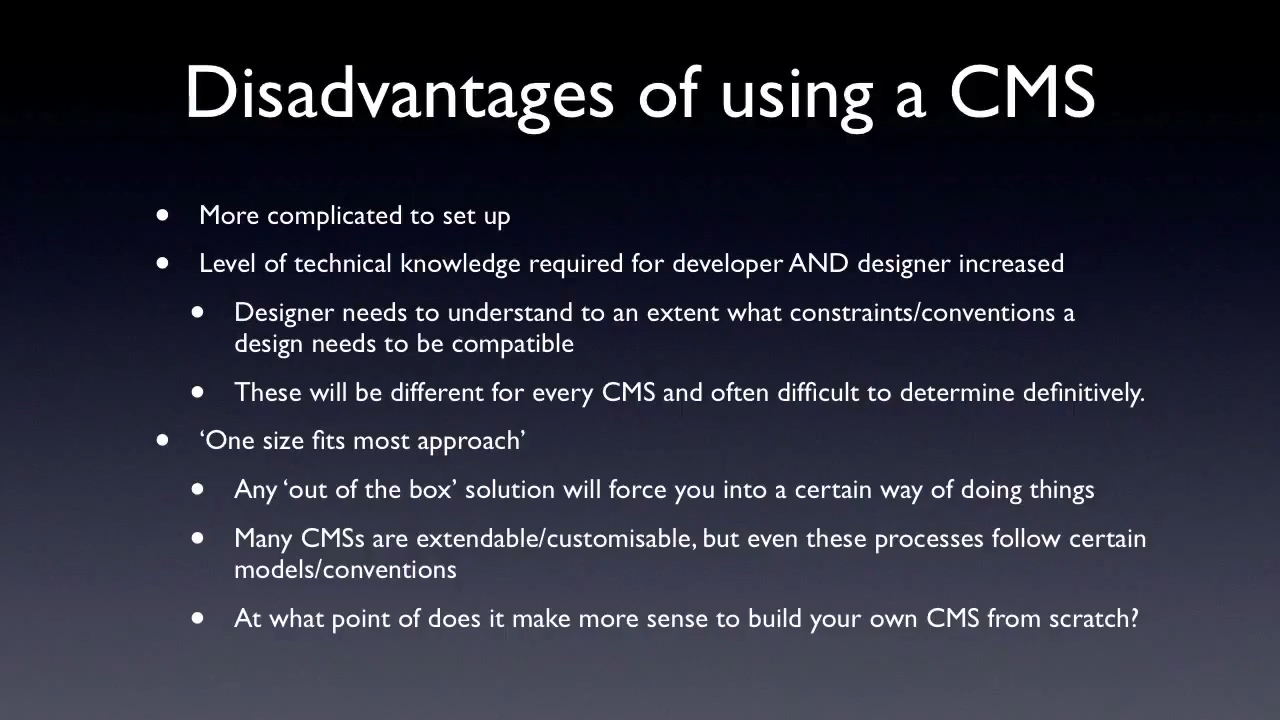 Disadvantages of using a CMS
• More complicated to set up
• Level of technical knowledge required for developer AND designer increased
• Designer needs to understand to an extent what constraints/conventions a
design needs to be compatible
• These will be different for every CMS and often difficult to determine definitively.
• ‘One size fits most approach’
• Any ‘out of the box’ solution will force you into a certain way of doing things
• Many CMSs are extendable/customisable, but even these processes follow certain
models/conventions
• At what point of does it make more sense to build your own CMS from scratch?